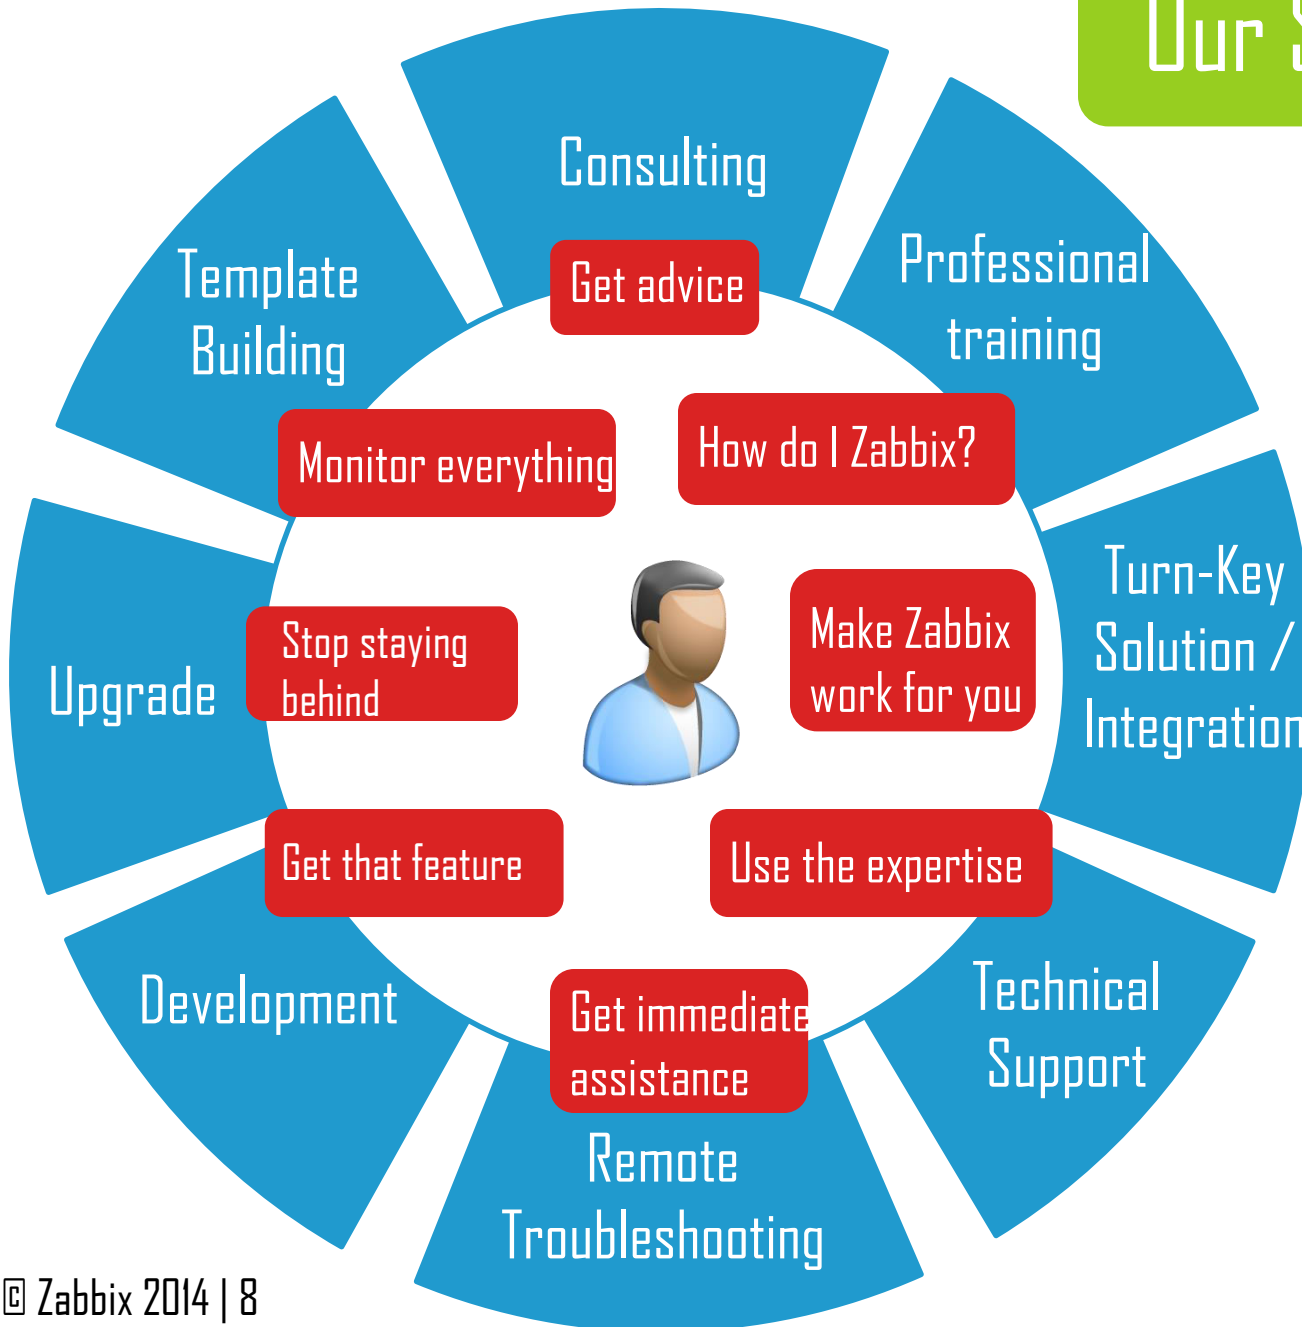 Our S
Consulting
Get advice
Professional
training
How do I Zabbix?
Turn-Key
Solution /
Integration
Make Zabbix
work for you
Technical
Support
Use the expertise
Remote
Troubleshooting
Get immediate
assistance
Development
Get that feature
Upgrade
Stop staying
behind
Template
Building
Monitor everything
© Zabbix 2014 | 8